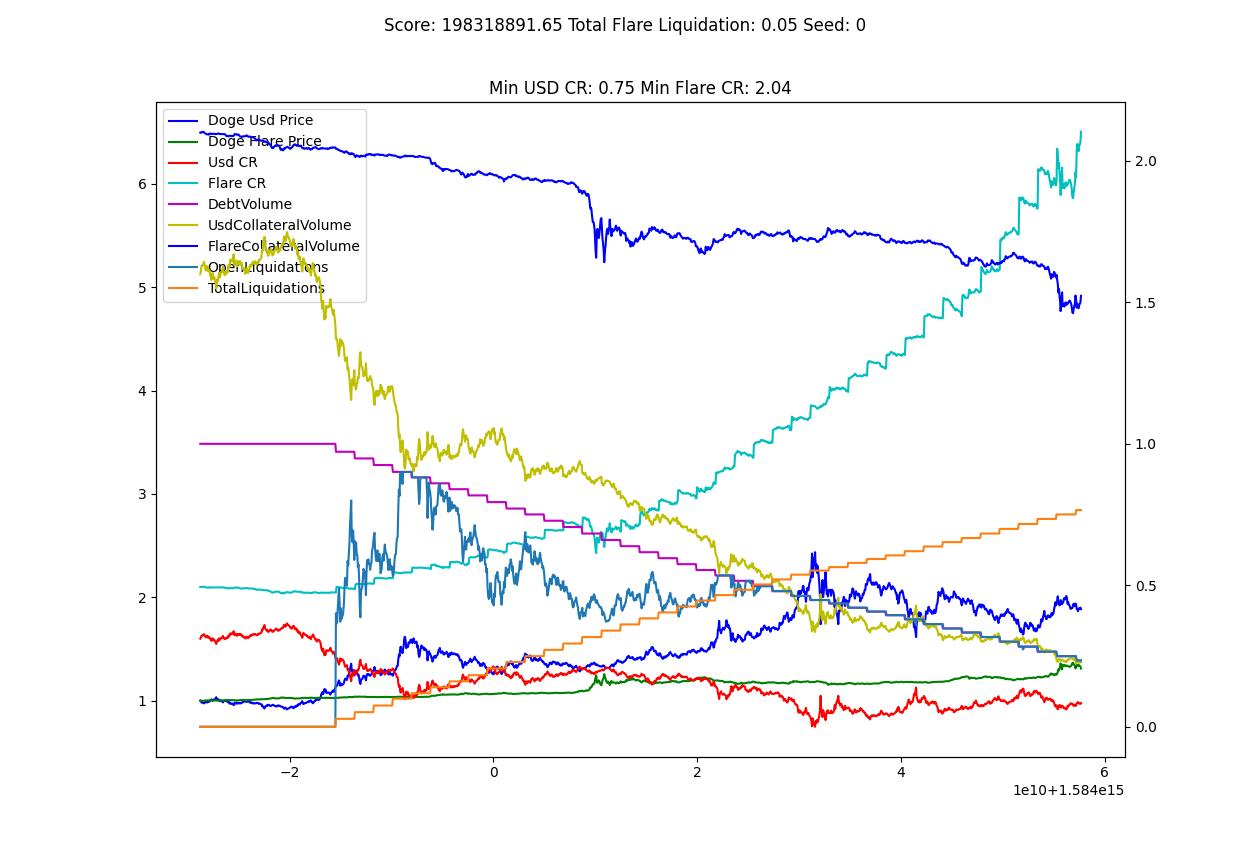 Score: 198318891.65 Total Flare Liquidation: 0.05 Seed: 0
Min USD CR: 0.75 Min Flare CR: 2.04
Doge Usd Price
Doge Flare Price
Usd CR
Flare CR
DebtVolume
UsdCollateralVolume
FlareCollateralVolume
OpenLiquidations
TotalLiquidations
6
5
4
3
2
1
2.0
1.5
1.0
0.5
0.0
−2
0
2
4
6
1e10+1.584e15